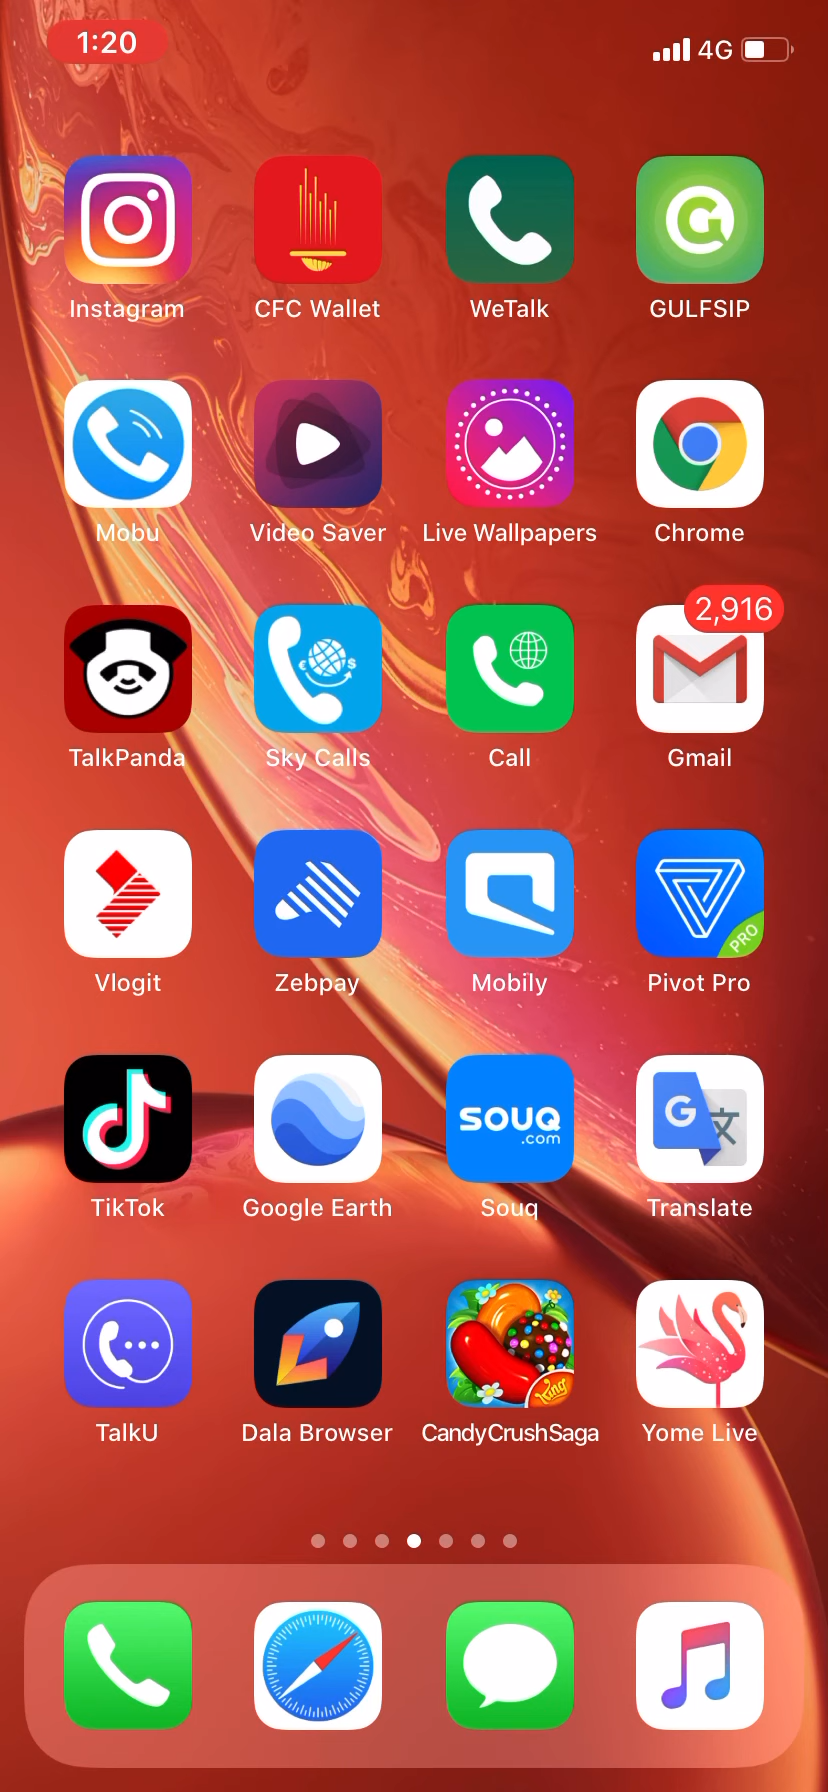 1:20 4G
Instagram CFC Wallet WeTalk GULFSIP
Mobu Video Saver Live Wallpapers Chrome
2,916
TalkPanda Sky Calls Call Gmail
PRO
Vlogit Zebpay Mobily Pivot Pro
SOUQ
.com
G 文
TikTok Google Earth Souq Translate
King
TalkU Dala Browser CandyCrushSaga Yome Live